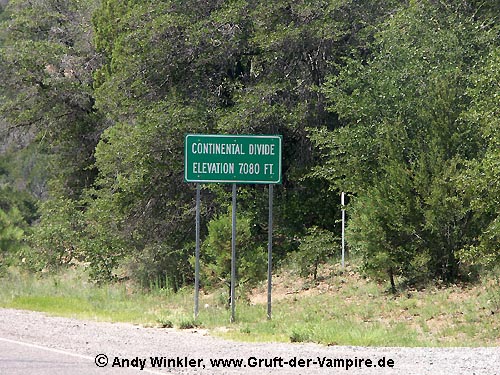 CONTINENTAL DIVIDE
ELEVATION 7080 FT.
© Andy Winkler, www.Gruft-der-Vampire.de